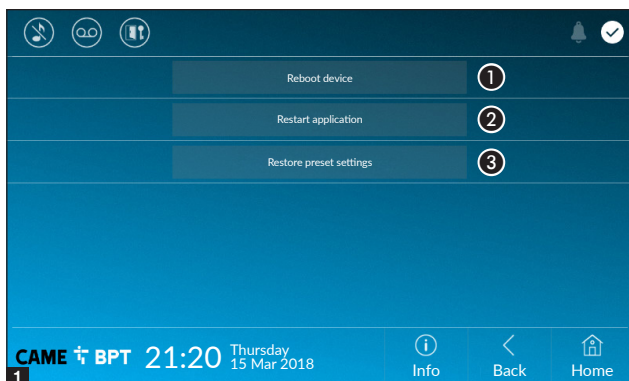 Reboot device 1
Restart application 2
Restore preset settings 3
CAME BPT 21:20 Thursday
15 Mar 2018
Info Back Home
1